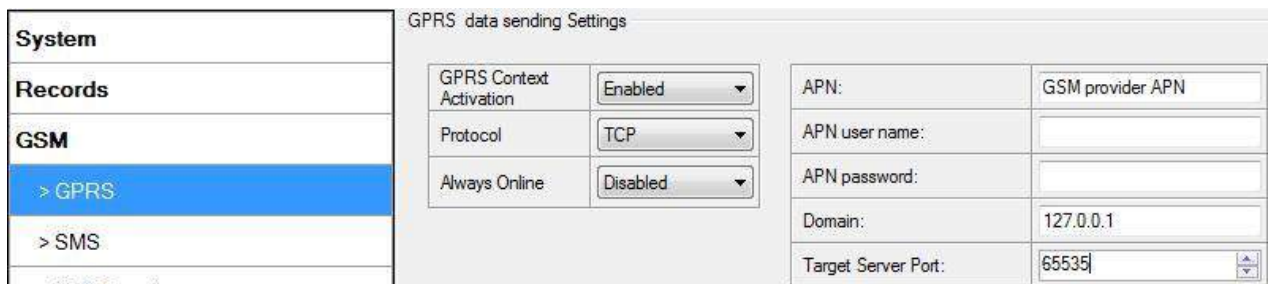 System
Records
GSM
> GPRS
> SMS
GPRS data sending Settings
GPRS Context
Activation
Enabled
Protocol
TCP
Always Online
Disabled
APN:
GSM provider APN
APN user name:
APN password:
Domain:
127.0.0.1
Target Server Port:
65535